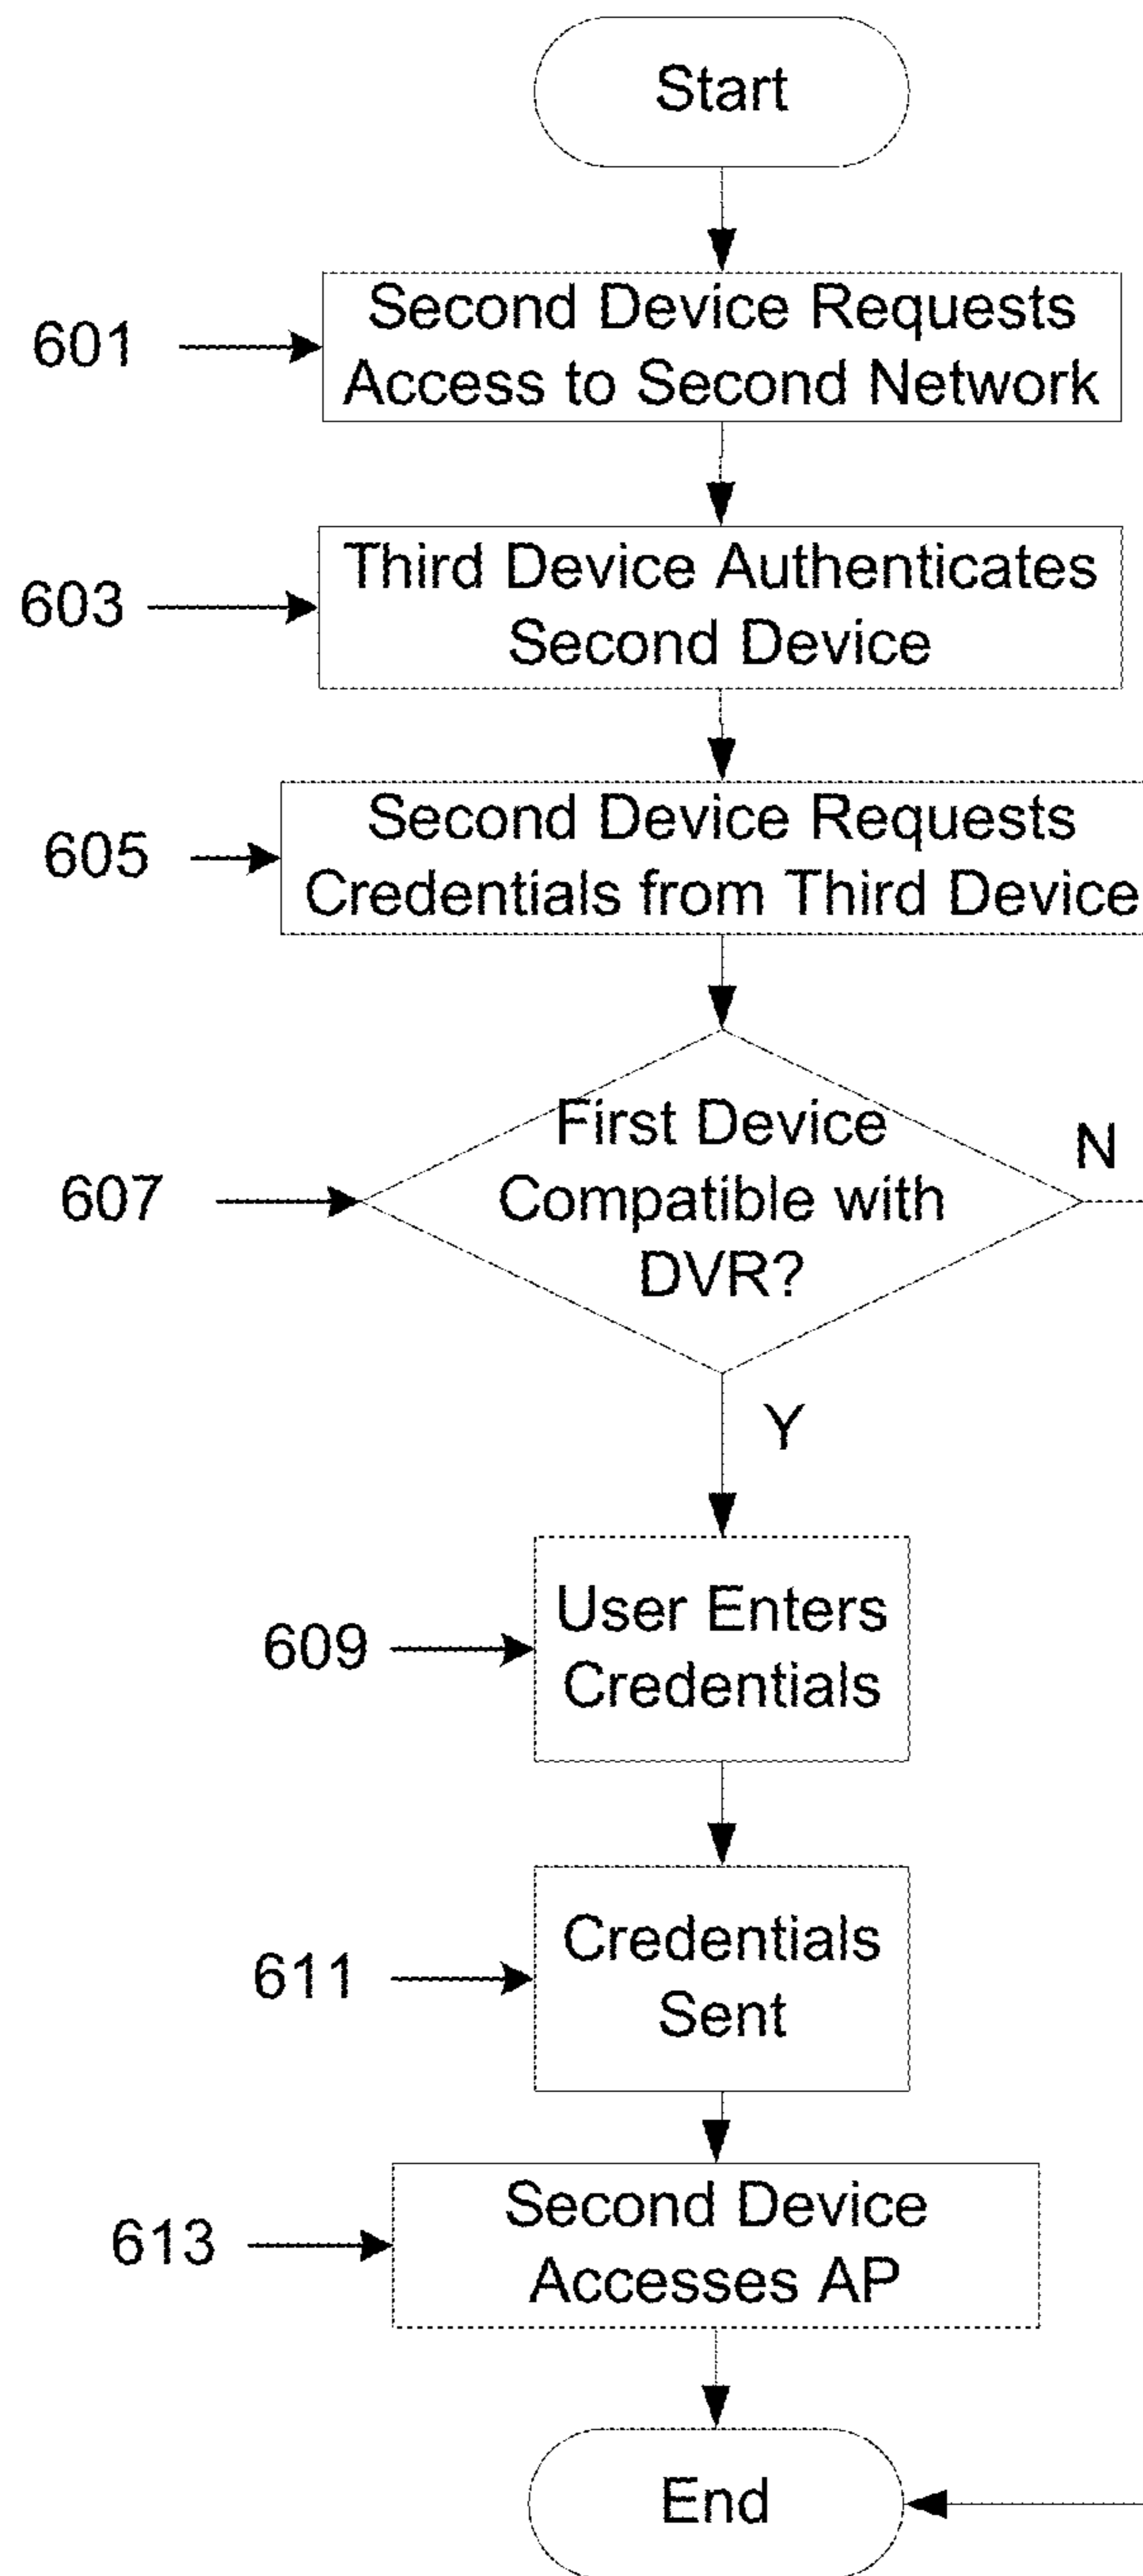 Start
601
Second Device Requests
Access to Second Network
603
Third Device Authenticates
Second Device
605
Second Device Requests
Credentials from Third Device
607
First Device
Compatible with
DVR?
N
Y
609
User Enters
Credentials
611
Credentials
Sent
613
Second Device
Accesses AP
End